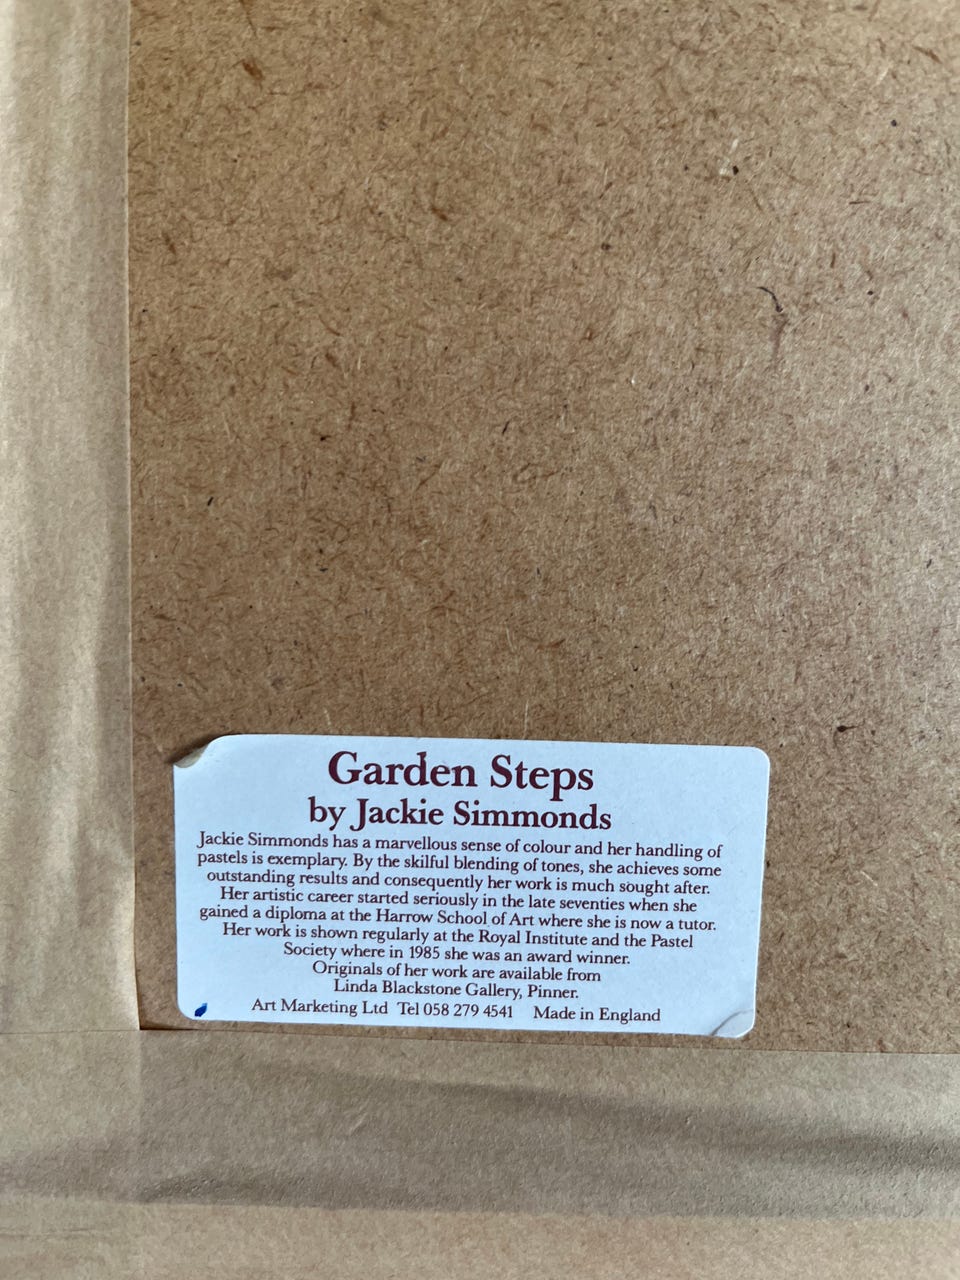 Garden Steps
by Jackie Simmonds
Jackie Simmonds has a marvellous sense of colour and her handling of
pastels is exemplary. By the skilful blending of tones, she achieves some
outstanding results and consequently her work is much sought after.
Her artistic career started seriously in the late seventies when she
gained a diploma at the Harrow School of Art where she is now a tutor.
Her work is shown regularly at the Royal Institute and the Pastel
Society where in 1985 she was an award winner.
Originals of her work are available from
Linda Blackstone Gallery, Pinner.
Art Marketing Ltd Tel 058 279 4541 Made in England